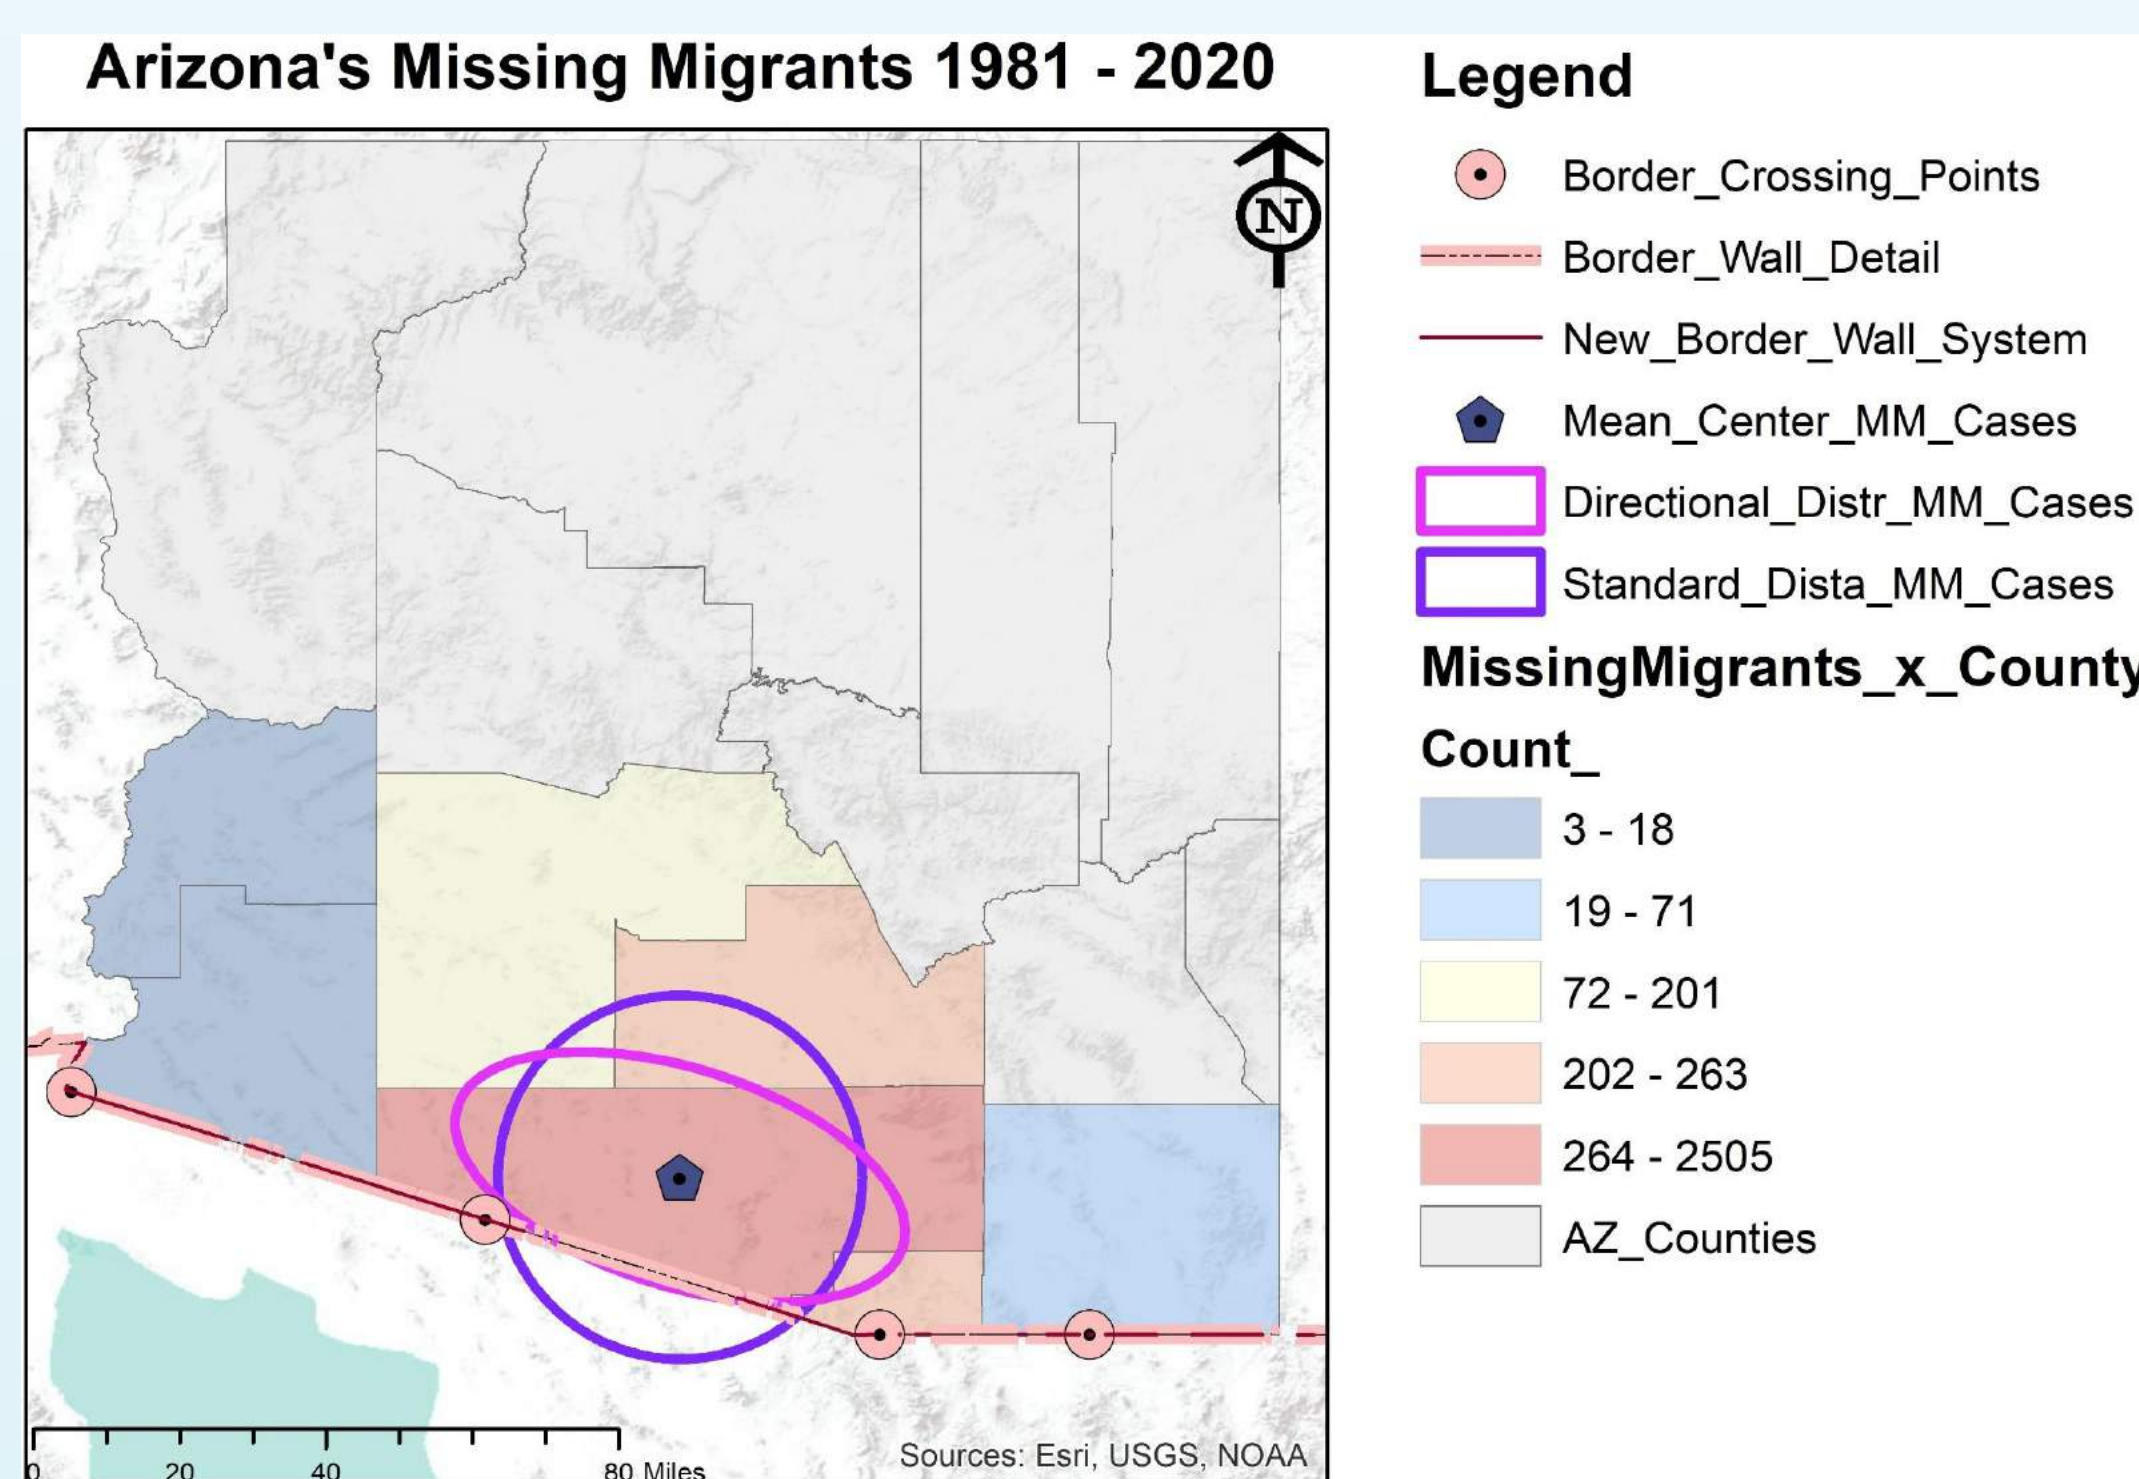 Arizona's Missing Migrants 1981 - 2020
N
0 20 40 80 Miles
Sources: Esri, USGS, NOAA
Legend
Border_Crossing_Points
Border_Wall_Detail
New_Border_Wall_System
Mean_Center_MM_Cases
Directional_Distr_MM_Cases
Standard_Dista_MM_Cases
MissingMigrants_x_County
Count_
3 - 18
19 - 71
72 - 201
202 - 263
264 - 2505
AZ_Counties